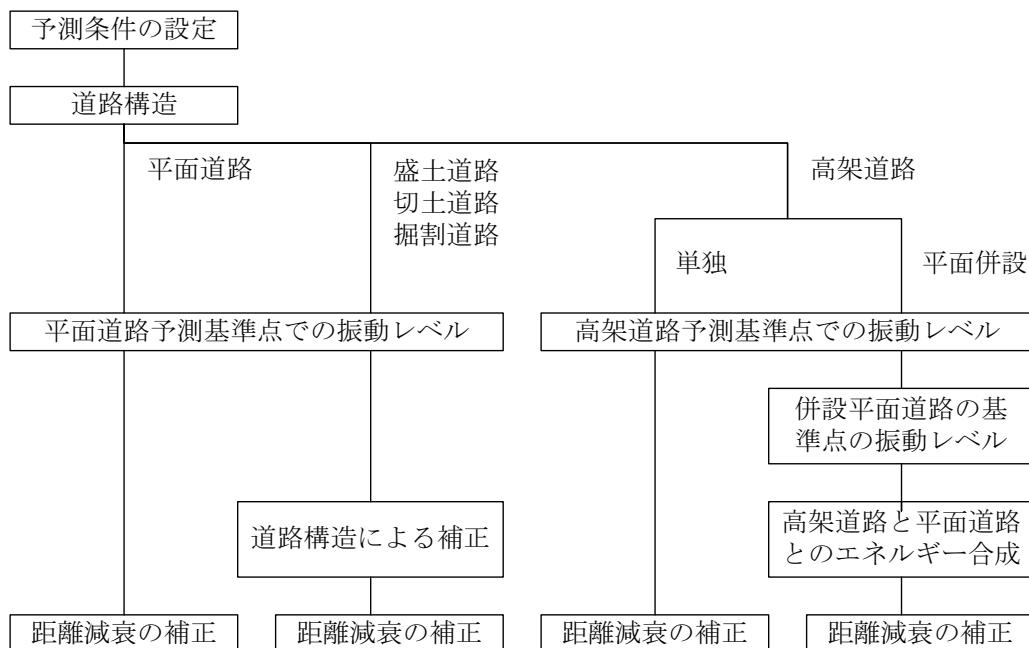 予測条件の設定
道路構造
平面道路
盛土道路
切土道路
掘割道路
高架道路
単独
平面併設
平面道路予測基準点での振動レベル
高架道路予測基準点での振動レベル
併設平面道路の基
準点の振動レベル
道路構造による補正
高架道路と平面道路
とのエネルギー合成
距離減衰の補正
距離減衰の補正
距離減衰の補正
距離減衰の補正